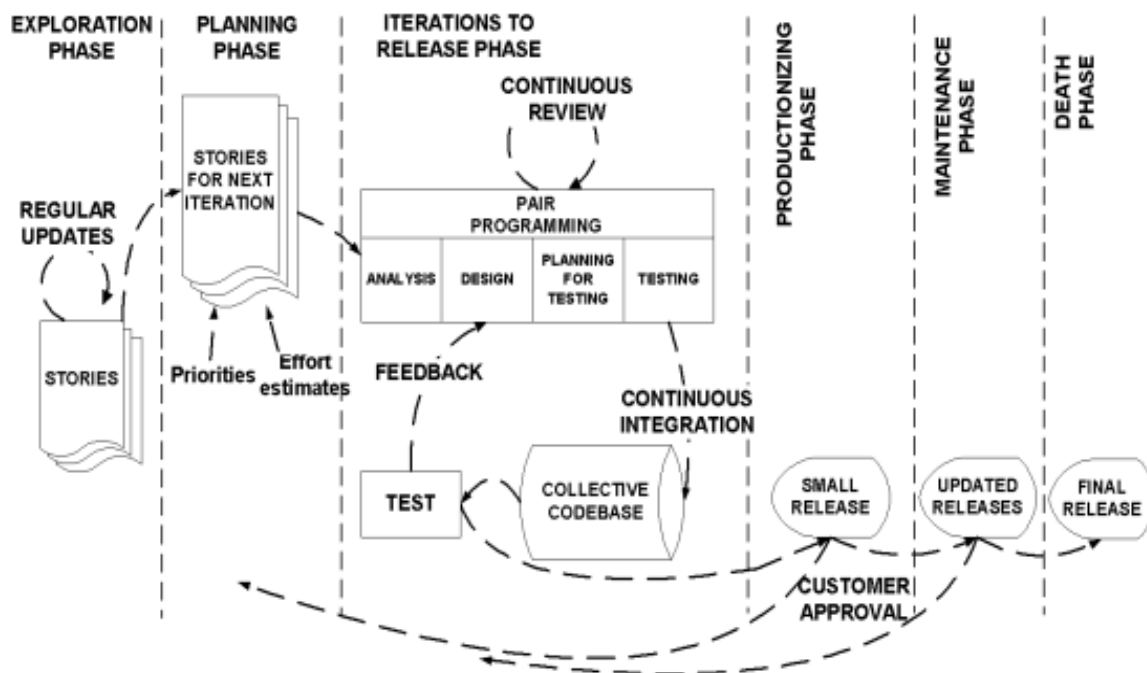 EXPLORATION
PHASE
PLANNING
PHASE
ITERATIONS TO
RELEASE PHASE
PRODUCTIONIZING
PHASE
MAINTENANCE
PHASE
DEATH
PHASE
CONTINUOUS
REVIEW
STORIES
FOR NEXT
ITERATION
REGULAR
UPDATES
PAIR
PROGRAMMING
ANALYSIS
DESIGN
PLANNING
FOR
TESTING
TESTING
STORIES
Priorities
Effort
estimates
FEEDBACK
CONTINUOUS
INTEGRATION
TEST
COLLECTIVE
CODEBASE
SMALL
RELEASE
UPDATED
RELEASES
FINAL
RELEASE
CUSTOMER
APPROVAL